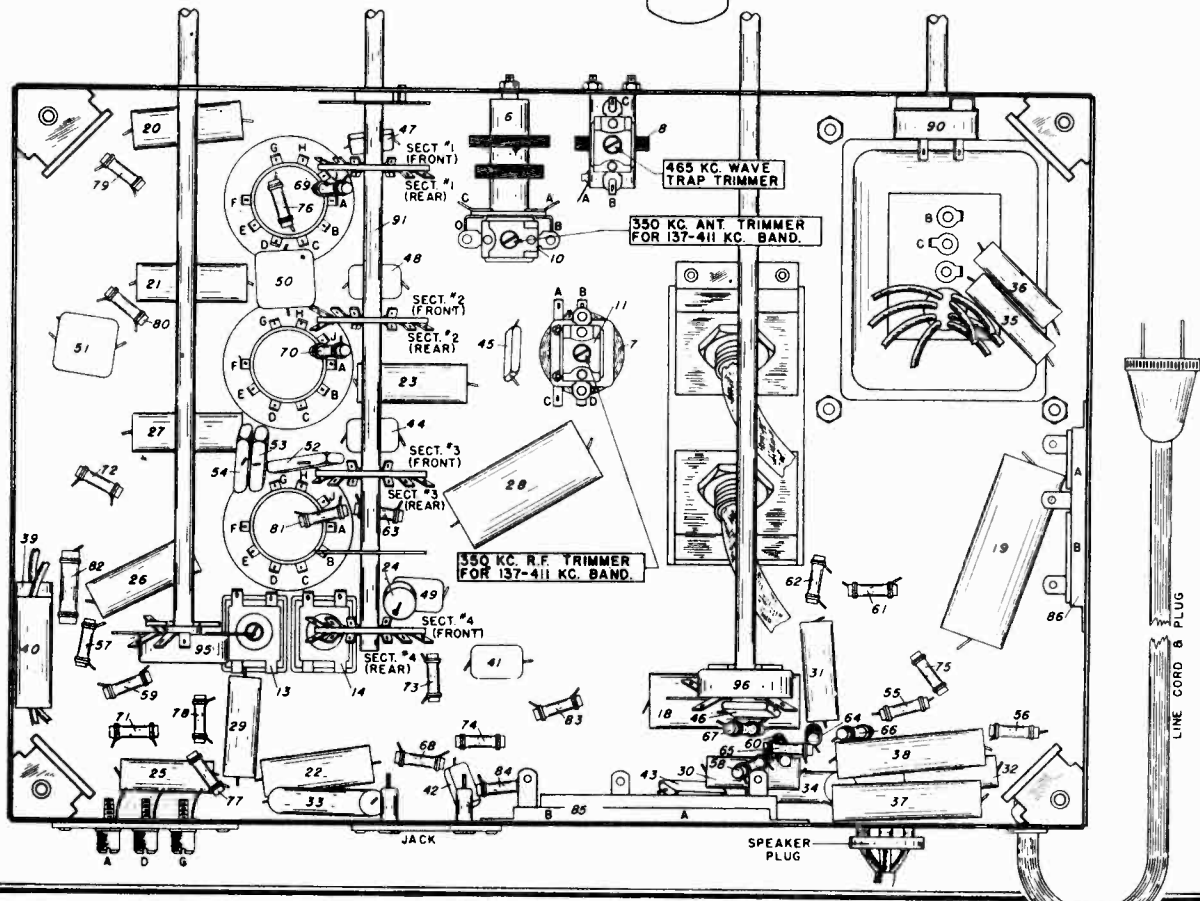 6
8
20
47
G H
SECT #1
(FRONT)
90
79
69
SECT. #1
(REAR)
465 KC. WAVE
TRAP TRIMMER
C
A
B
F
76
A
E
B
D C
91
C A
O B
350 KC. ANT. TRIMMER
FOR 137-411 KC. BAND.
10
B
C
21
50
48
36
35
80
SECT. #2
(FRONT)
SECT. #2
(REAR)
A B
11
7
45
51
G H J
70
F A
E B
D C
23
C D
27
44
53
52
54
SECT. #3
(FRONT)
SECT #3
(REAR)
72
28
G H J
F 81 A
E B
D C
63
A
B
19
86
39
82
26
24
49
350 KC. R.F. TRIMMER
FOR 137-411 KC. BAND.
62
61
SECT. #4
(FRONT)
SECT. #4
(REAR)
40
57
95
13
14
73
41
31
75
59
96
18
46
55
71
78
29
83
67
60
64
66
56
74
68
65
58
38
32
25
77
22
33
42
84
43
30
34
37
B 85 A
JACK
SPEAKER
PLUG
A D G
LINE CORD & PLUG